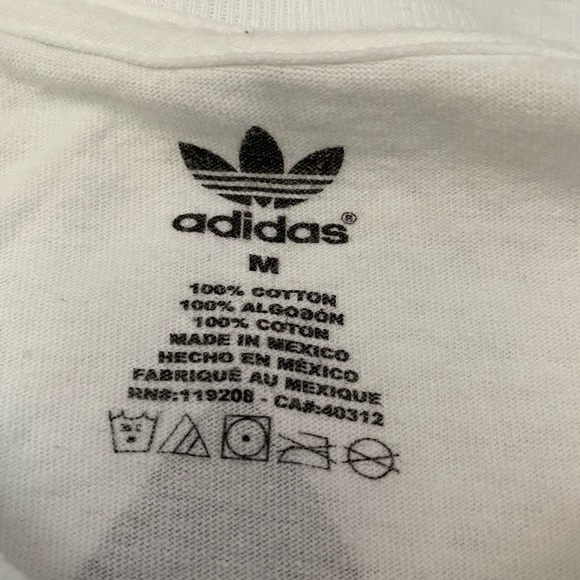 adidas®
M
100% COTTON
100% ALGODÓN
100% COTON
MADE IN MEXICO
HECHO EN MÉXICO
FABRIQUÉ AU MEXIQUE
RN#:119208 - CA#:40312